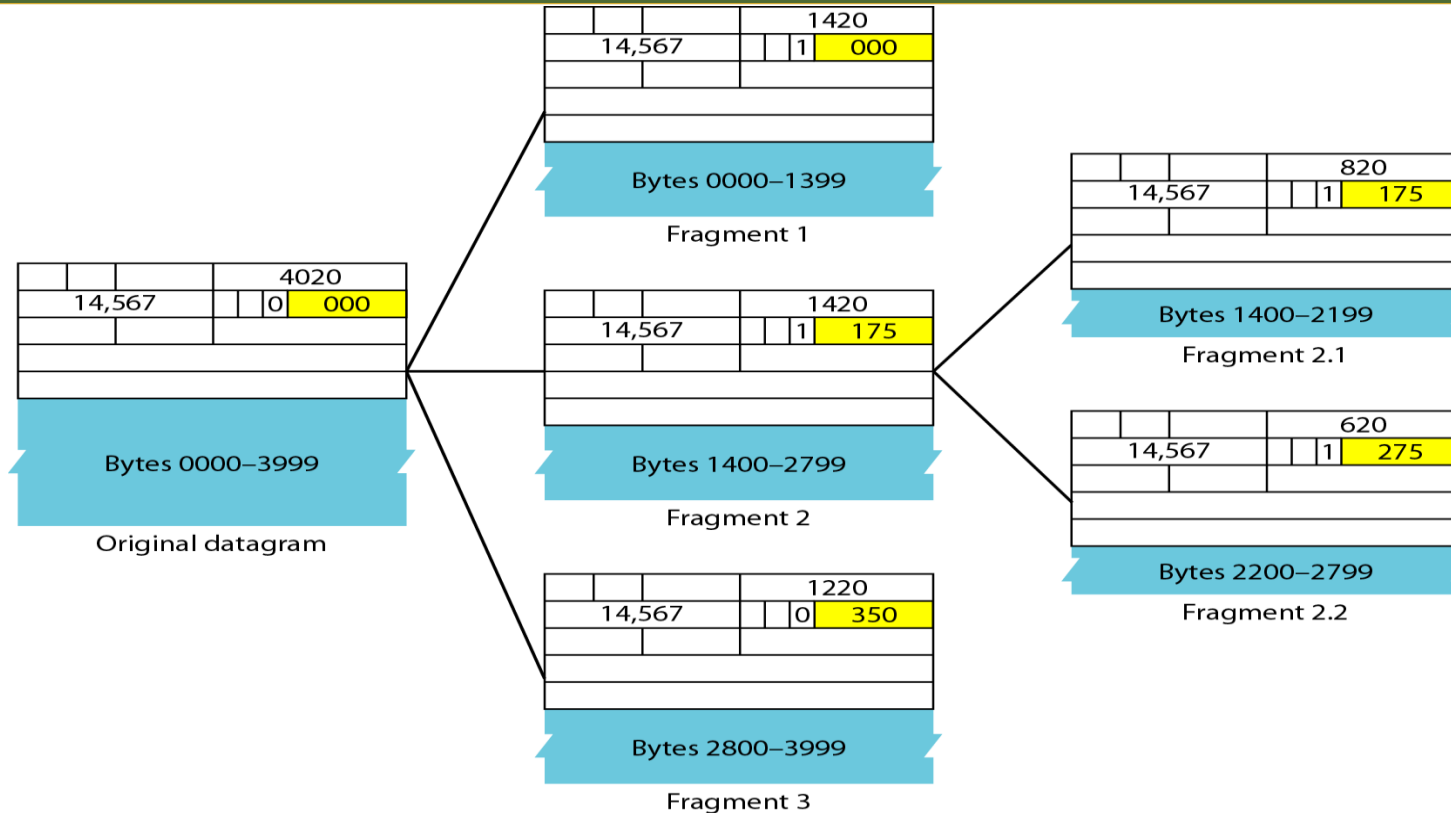 4020
14,567 0 000
Bytes 0000–3999
Original datagram
1420
14,567 1 000
Bytes 0000–1399
Fragment 1
1420
14,567 1 175
Bytes 1400–2799
Fragment 2
1220
14,567 0 350
Bytes 2800–3999
Fragment 3
820
14,567 1 175
Bytes 1400–2199
Fragment 2.1
620
14,567 1 275
Bytes 2200–2799
Fragment 2.2